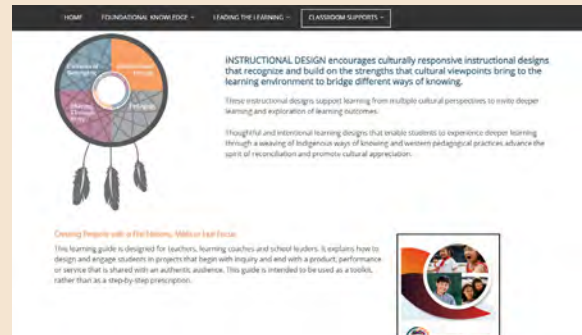 HOME FOUNDATIONAL KNOWLEDGE LEADING THE LEARNING CLASSROOM SUPPORTS
INSTRUCTIONAL DESIGN encourages culturally responsive instructional designs
that recognize and build on the strengths that cultural viewpoints bring to the
learning environment to bridge different ways of knowing.
These instructional designs support learning from multiple cultural perspectives to invite deeper
learning and exploration of learning outcomes.
Thoughtful and intentional learning designs that enable students to experience deeper learning
through a weaving of Indigenous ways of knowing and western pedagogical practices advance the
spirit of reconciliation and promote cultural appreciation.
Creating Projects with a First Nations, Métis or Inuit Focus
This learning guide is designed for teachers, learning coaches and school leaders. It explains how to
design and engage students in projects that begin with inquiry and end with a product, performance
or service that is shared with an authentic audience. This guide is intended to be used as a toolkit,
rather than as a step-by-step prescription.